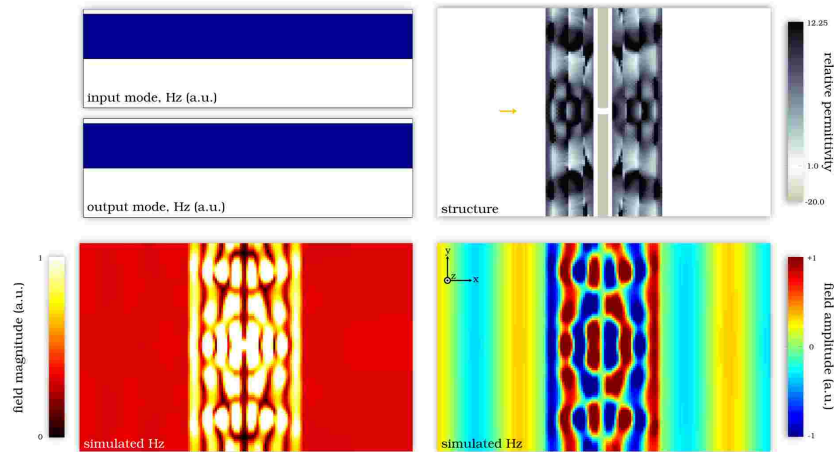 input mode, Hz (a.u.)
output mode, Hz (a.u.)
structure
12.25
1.0
-20.0
relative permittivity
1
0
field magnitude (a.u.)
simulated Hz
y
z
x
simulated Hz
+1
0
-1
field amplitude (a. u.)